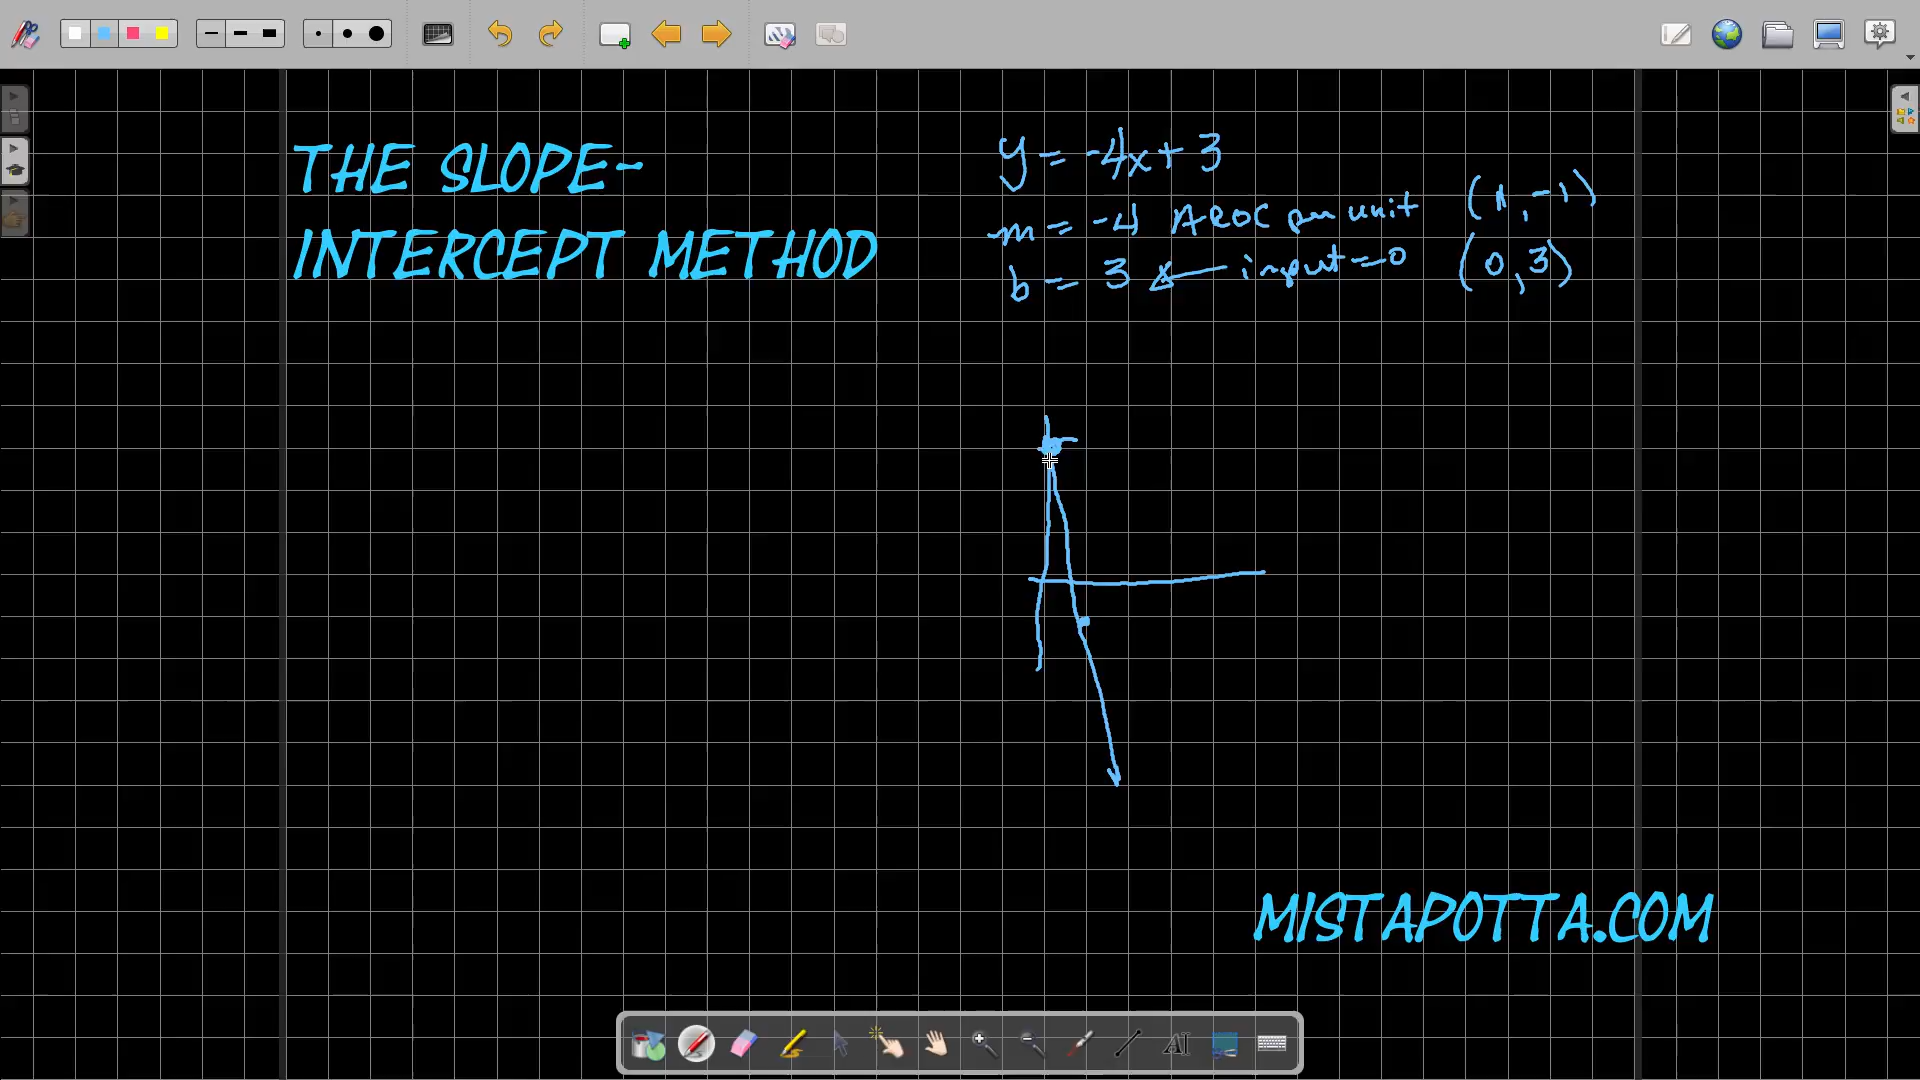 THE SLOPE-
INTERCEPT METHOD
y = -4x + 3
m = -4 AROC per unit (1, -1)
b = 3 ← input = 0 (0, 3)
MISTAPOTTA.COM